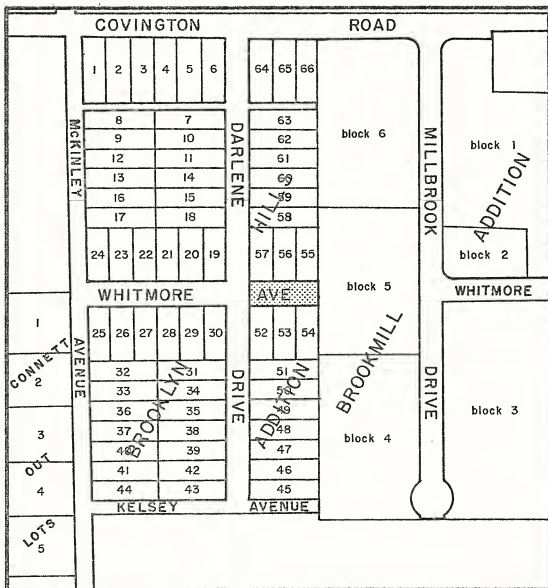 COVINGTON ROAD
1 2 3 4 5 6 64 65 66
8 7 63
9 10 62
12 11 61
13 14 60
16 15 59
17 18 58
24 23 22 21 20 19 57 56 55
McKINLEY AVENUE
DARLENE DRIVE
MILLBROOK DRIVE
block 6
block 1
block 2
block 5
WHITMORE AVE WHITMORE
25 26 27 28 29 30 52 53 54
32 31 51
33 34 50
36 35 49
37 38 48
40 39 47
41 42 46
44 43 45
block 4
block 3
KELSEY AVENUE
BROOKLYN HILLS ADDITION
BROOKMILL ADDITION
CONNETT OUT LOTS
1
2
3
4
5